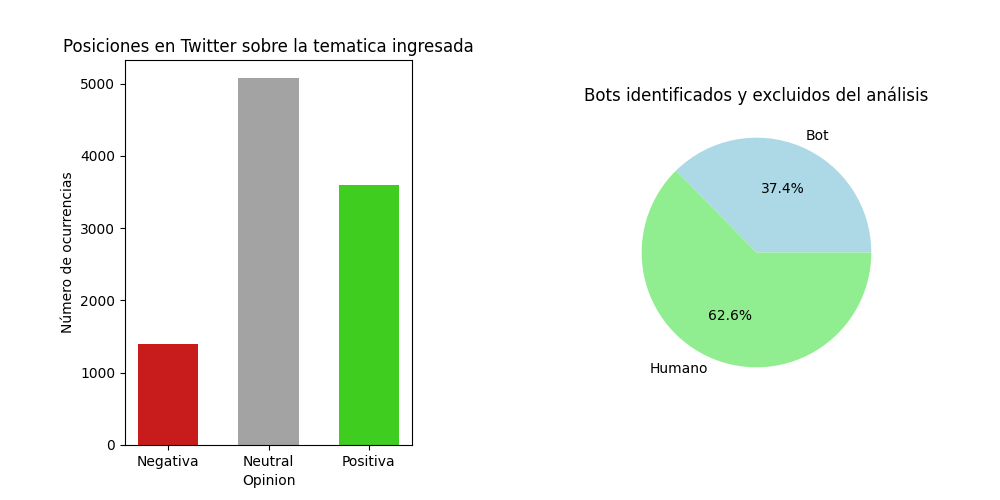 Posiciones en Twitter sobre la tematica ingresada
Número de ocurrencias
5000
4000
3000
2000
1000
0
Negativa
Neutral
Positiva
Opinion
Bots identificados y excluidos del análisis
Bot
37.4%
62.6%
Humano